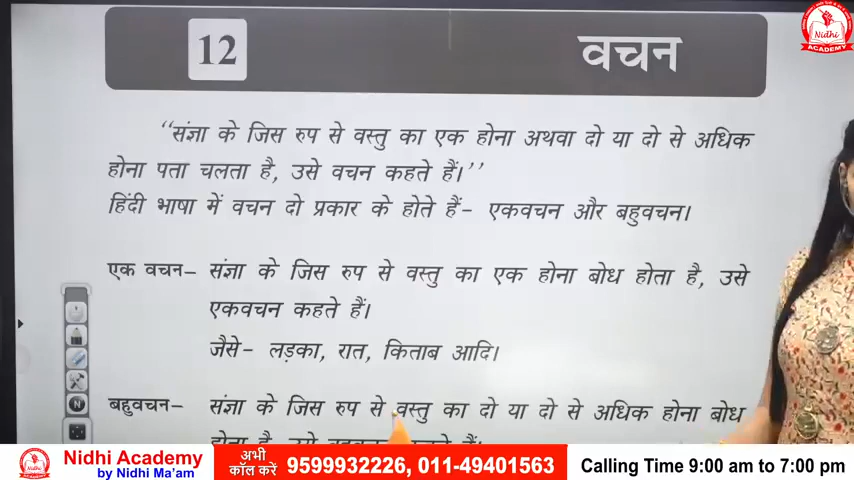 12
वचन
Nidhi
ACADEMY
“संज्ञा के जिस रुप से वस्तु का एक होना अथवा दो या दो से अधिक
होना पता चलता है, उसे वचन कहते हैं।’’
हिंदी भाषा में वचन दो प्रकार के होते हैं- एकवचन और बहुवचन।
एक वचन- संज्ञा के जिस रुप से वस्तु का एक होना बोध होता है, उसे
एकवचन कहते हैं।
जैसे- लड़का, रात, किताब आदि।
बहुवचन- संज्ञा के जिस रुप से वस्तु का दो या दो से अधिक होना बोध
N
Nidhi Academy
by Nidhi Ma'am
अभी
कॉल करें
9599932226, 011-49401563
Calling Time 9:00 am to 7:00 pm